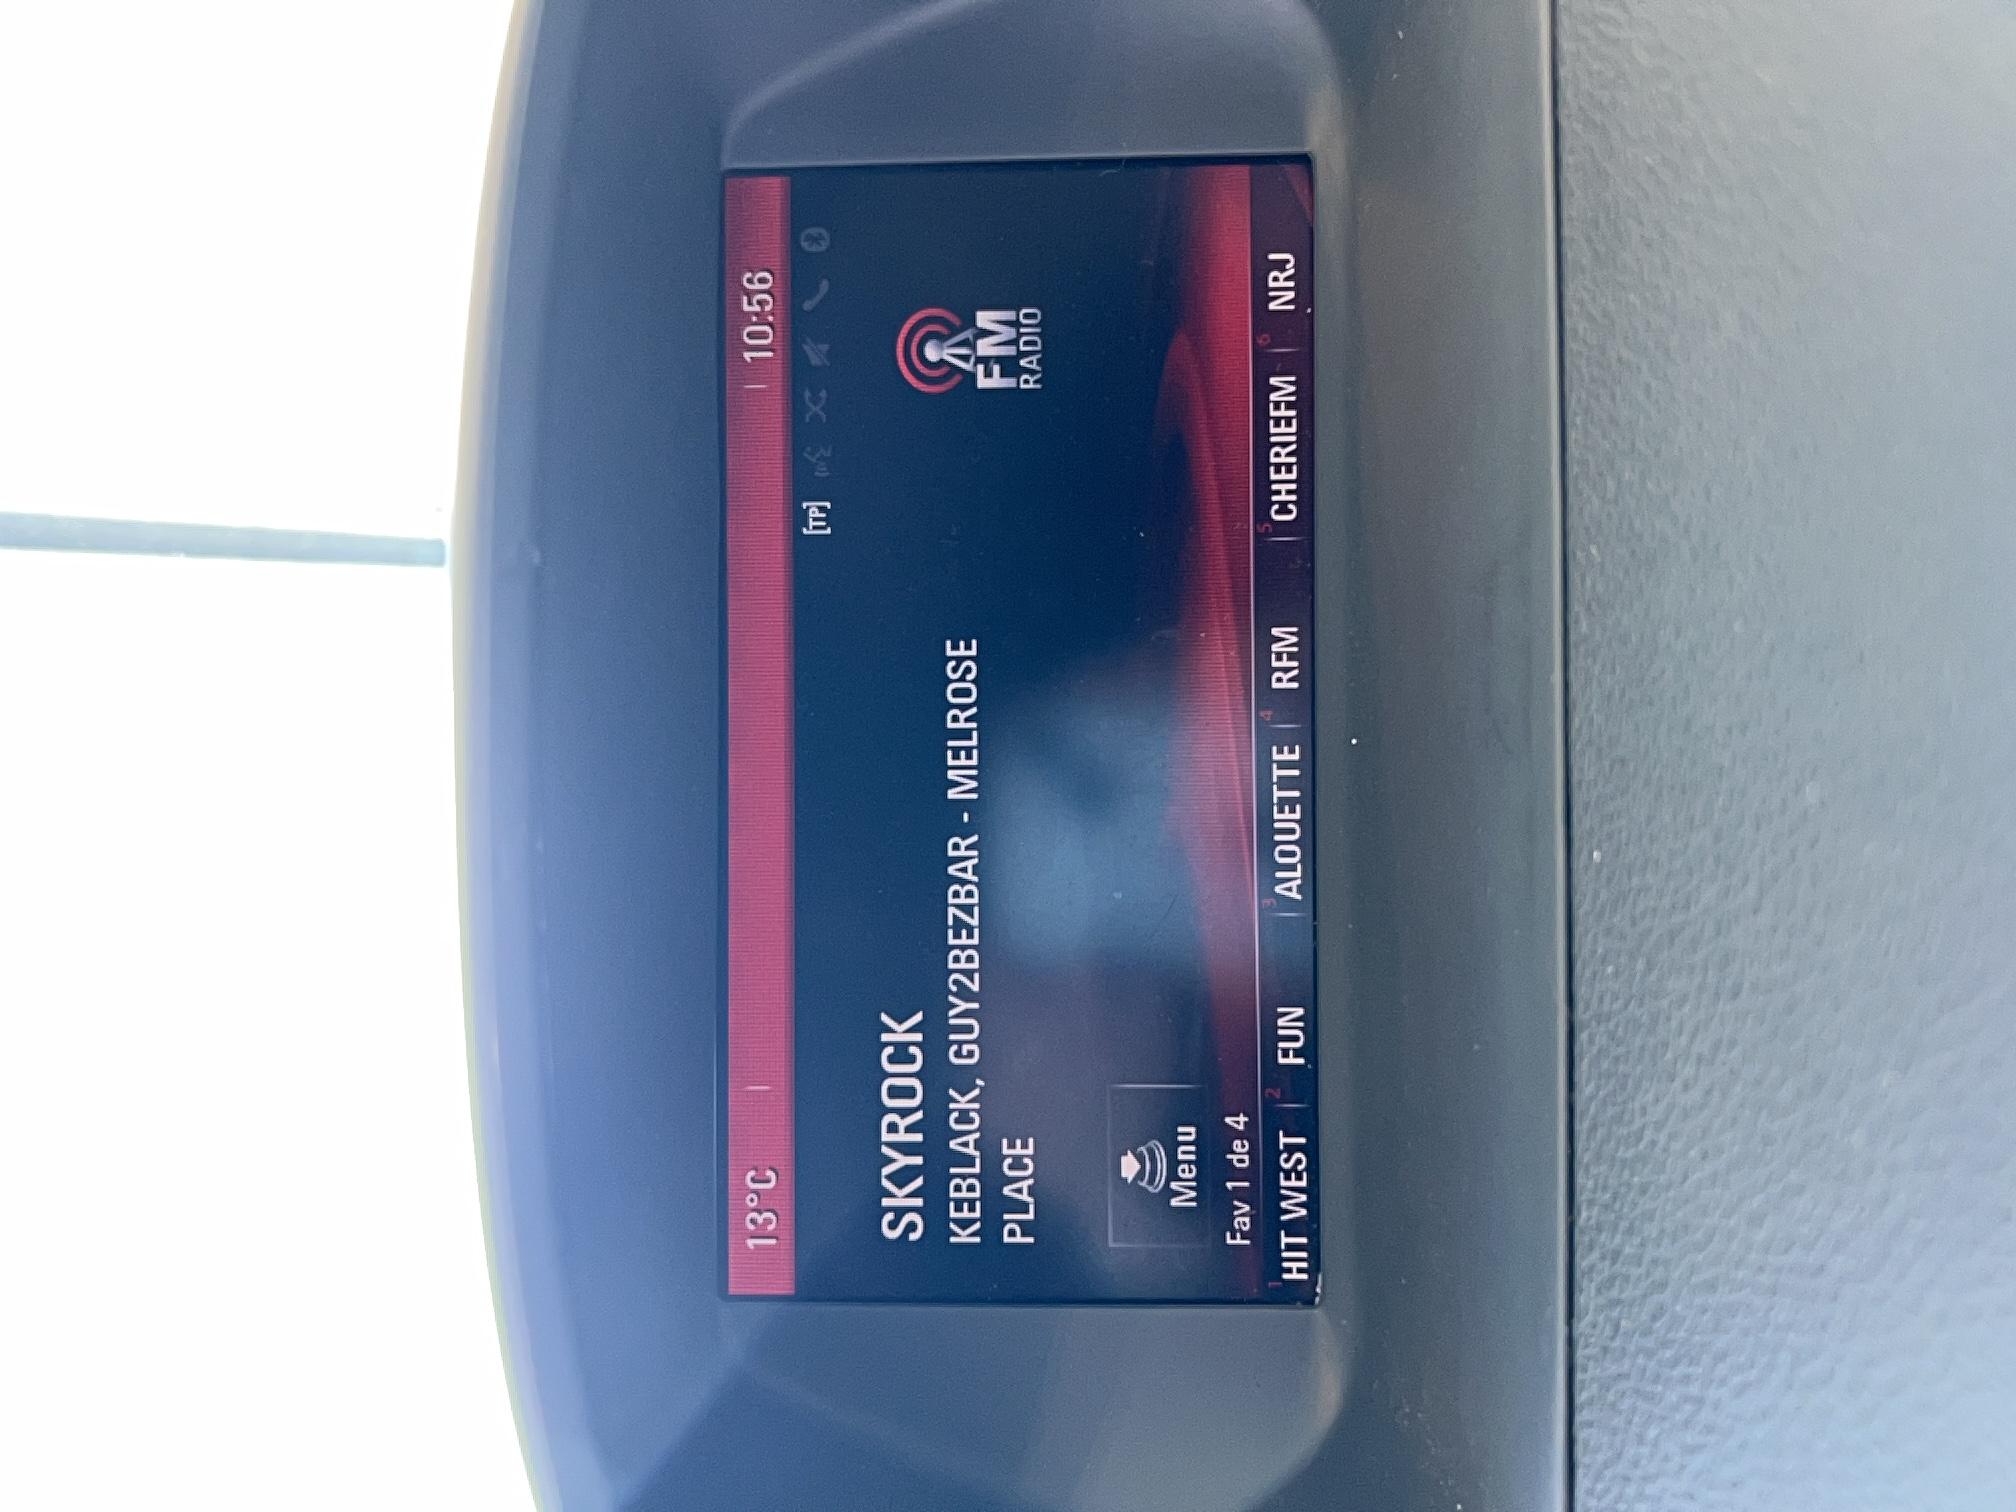 13°C 10:56
[TP]
SKYROCK
KEBLACK, GUY2BEZBAR - MELROSE
PLACE
FM
RADIO
Menu
Fav 1 de 4
1 HIT WEST 2 FUN 3 ALOUETTE 4 RFM 5 CHERIEFM 6 NRJ